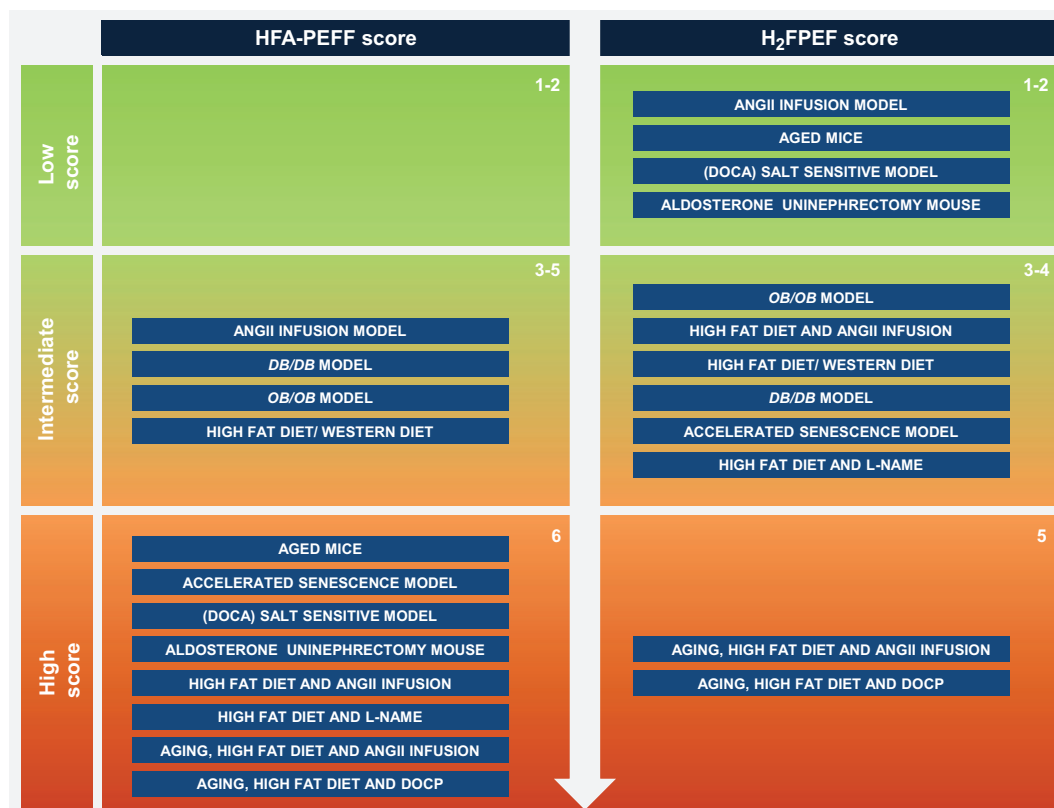 HFA-PEFF score
H₂FPEF score
Low
score
1-2
1-2
ANGII INFUSION MODEL
AGED MICE
(DOCA) SALT SENSITIVE MODEL
ALDOSTERONE UNINEPHRECTOMY MOUSE
Intermediate
score
3-5
ANGII INFUSION MODEL
DB/DB MODEL
OB/OB MODEL
HIGH FAT DIET/ WESTERN DIET
3-4
OB/OB MODEL
HIGH FAT DIET AND ANGII INFUSION
HIGH FAT DIET/ WESTERN DIET
DB/DB MODEL
ACCELERATED SENESCENCE MODEL
HIGH FAT DIET AND L-NAME
High
score
6
AGED MICE
ACCELERATED SENESCENCE MODEL
(DOCA) SALT SENSITIVE MODEL
ALDOSTERONE UNINEPHRECTOMY MOUSE
HIGH FAT DIET AND ANGII INFUSION
HIGH FAT DIET AND L-NAME
AGING, HIGH FAT DIET AND ANGII INFUSION
AGING, HIGH FAT DIET AND DOCP
5
AGING, HIGH FAT DIET AND ANGII INFUSION
AGING, HIGH FAT DIET AND DOCP